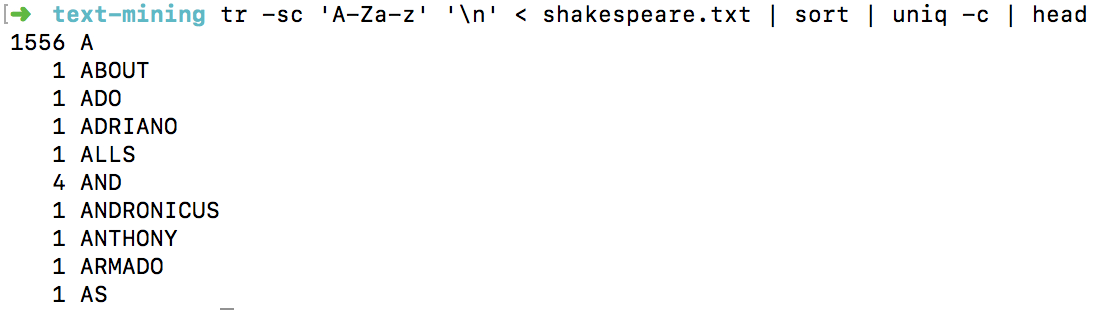 [➜ text-mining tr -sc 'A-Za-z' '\n' < shakespeare.txt | sort | uniq -c | head
1556 A
1 ABOUT
1 ADO
1 ADRIANO
1 ALLS
4 AND
1 ANDRONICUS
1 ANTHONY
1 ARMADO
1 AS